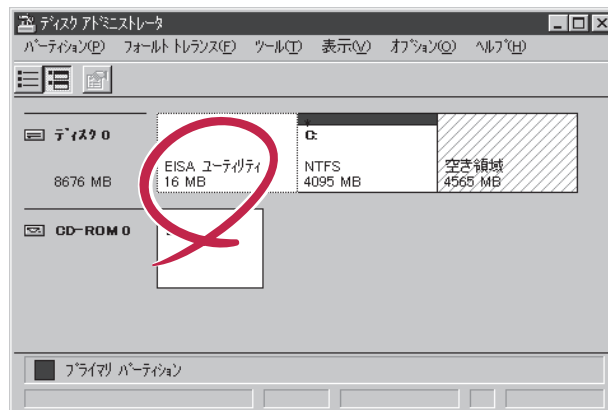 ディスク アドミニストレータ
パーティション(P) フォールト トレランス(F) ツール(T) 表示(V) オプション(O) ヘルプ(H)
ディスク 0
8676 MB
EISA ユーティリティ
16 MB
C:
NTFS
4095 MB
空き領域
4565 MB
CD-ROM 0
プライマリ パーティション